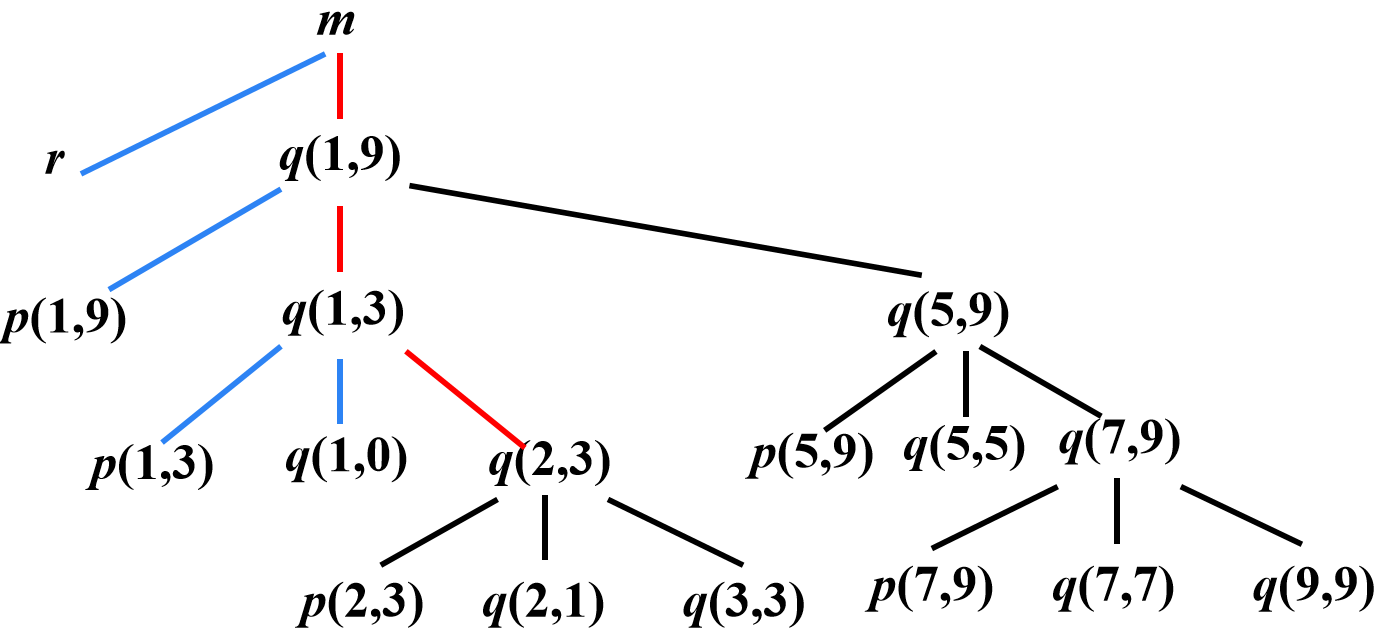 m
r q(1,9)
p(1,9) q(1,3) q(5,9)
p(1,3) q(1,0) q(2,3) p(5,9) q(5,5) q(7,9)
p(2,3) q(2,1) q(3,3) p(7,9) q(7,7) q(9,9)